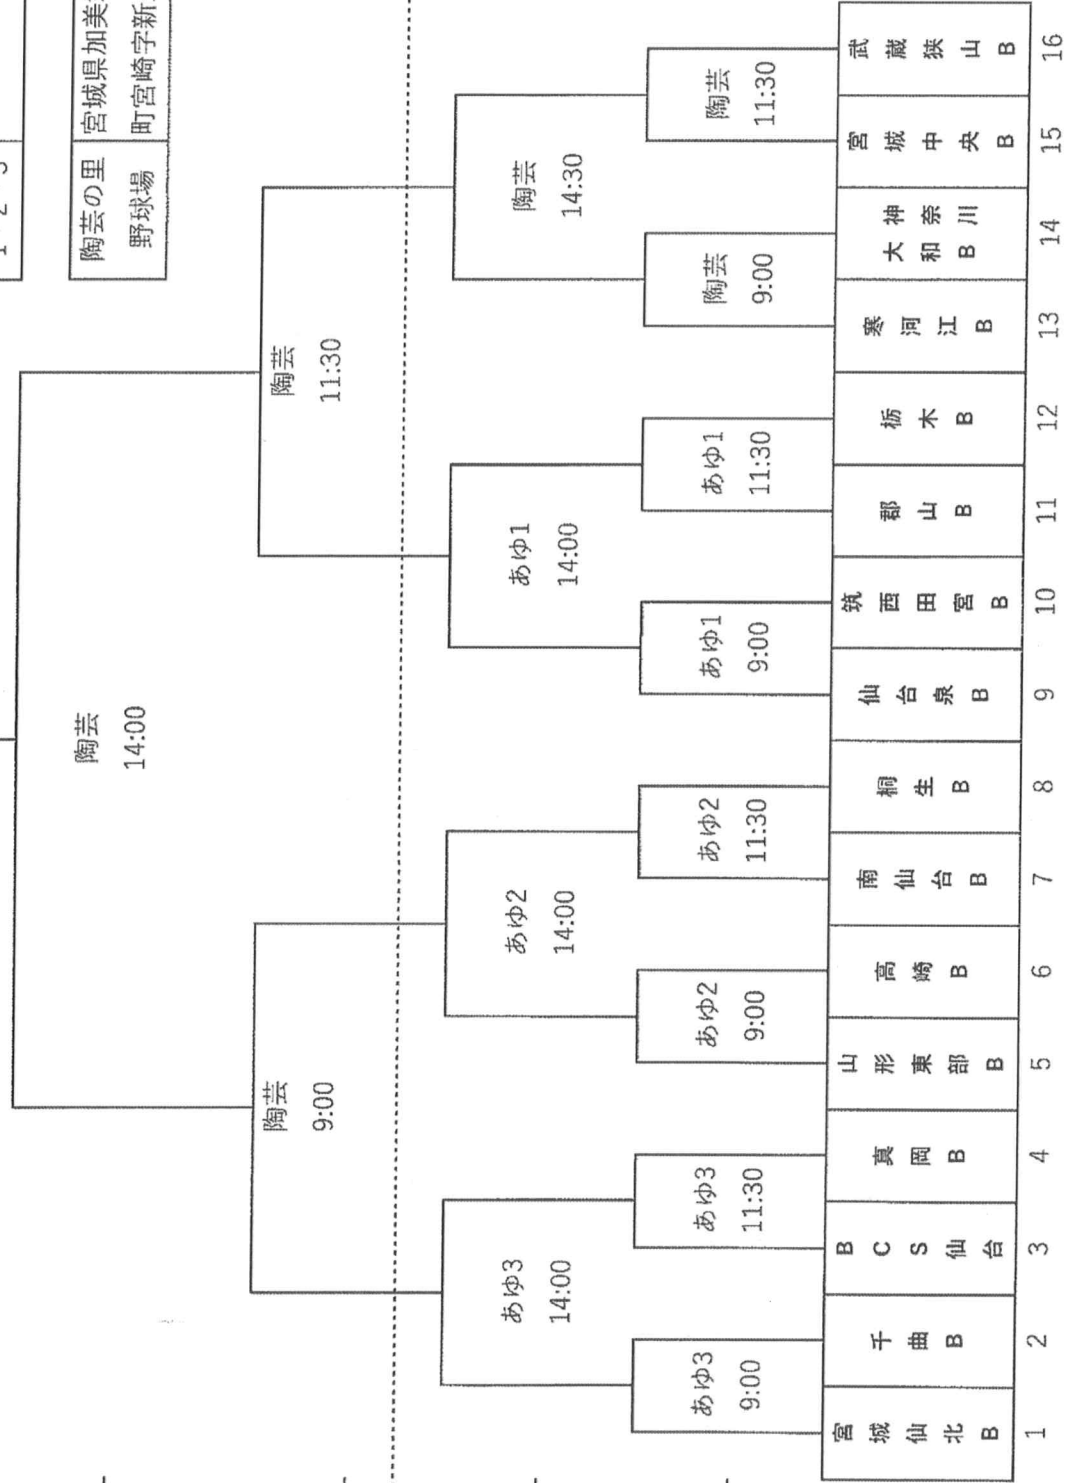 陶芸の里
野球場
宮城県加美
町宮崎字新
陶芸
14:00
陶芸
9:00
陶芸
11:30
あゆ3
14:00
あゆ2
14:00
あゆ1
14:00
陶芸
14:30
あゆ3
9:00
あゆ3
11:30
あゆ2
9:00
あゆ2
11:30
あゆ1
9:00
あゆ1
11:30
陶芸
9:00
陶芸
11:30
宮城仙北B
千曲B
BCS仙台
真岡B
山形東部B
高崎B
南仙台B
桐生B
仙台泉B
筑西田宮B
郡山B
栃木B
寒河江B
神奈川
大和B
宮城中央B
武蔵狭山B
1
2
3
4
5
6
7
8
9
10
11
12
13
14
15
16